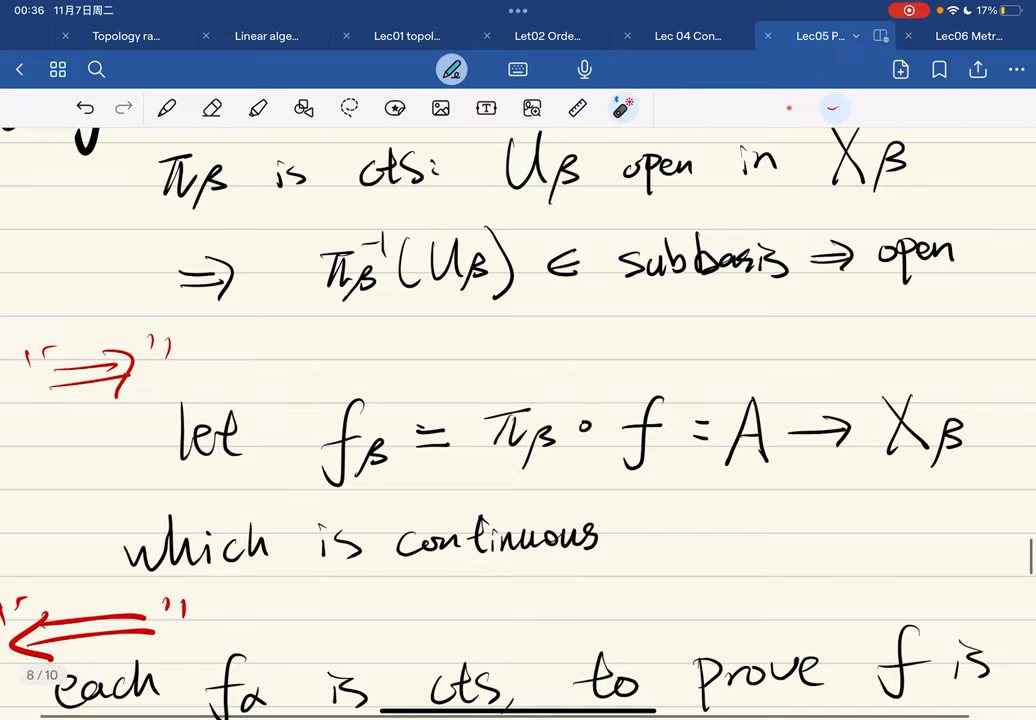 00:36 11月7日周二
17%
Topology ra...
Linear alge...
Lec01 topol...
Let02 Orde...
Lec 04 Con...
Lec05 P...
Lec06 Metr...
πβ is cts: Uβ open in Xβ
⇒ πβ⁻¹(Uβ) ∈ subbasis ⇒ open
"⇒"
let fβ = πβ ∘ f : A → Xβ
which is continuous
"⇐"
8 / 10
each fα is cts, to prove f is